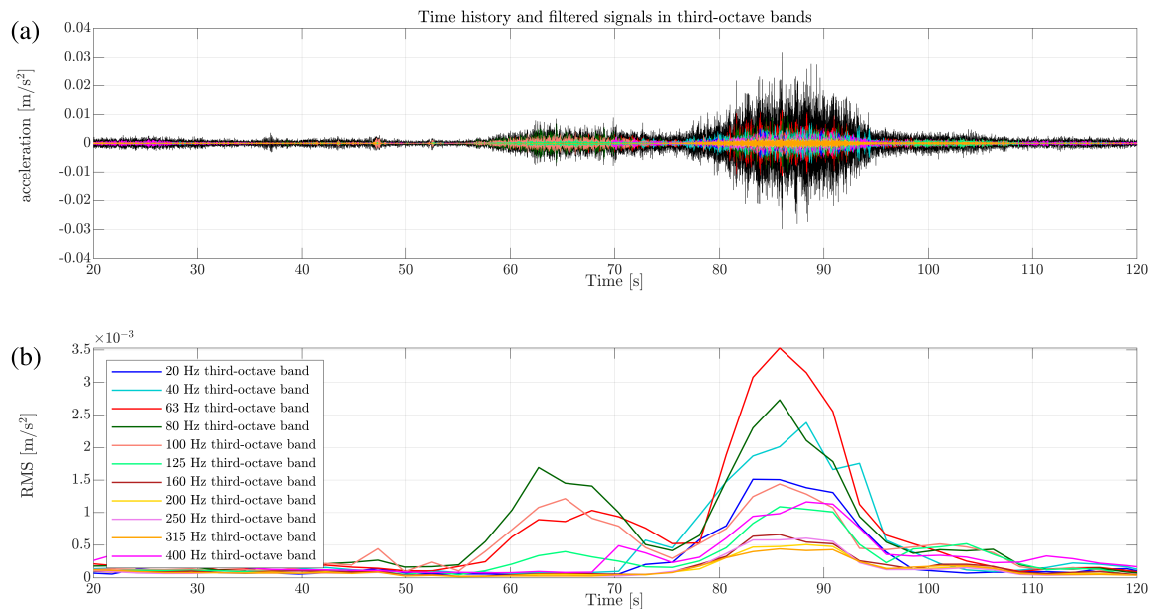 (a)
Time history and filtered signals in third-octave bands
acceleration [m/s²]
0.04
0.03
0.02
0.01
0
-0.01
-0.02
-0.03
-0.04
20 30 40 50 60 70 80 90 100 110 120
Time [s]
(b)
×10⁻³
RMS [m/s²]
3.5
3
2.5
2
1.5
1
0.5
0
20 Hz third-octave band
40 Hz third-octave band
63 Hz third-octave band
80 Hz third-octave band
100 Hz third-octave band
125 Hz third-octave band
160 Hz third-octave band
200 Hz third-octave band
250 Hz third-octave band
315 Hz third-octave band
400 Hz third-octave band
20 30 40 50 60 70 80 90 100 110 120
Time [s]